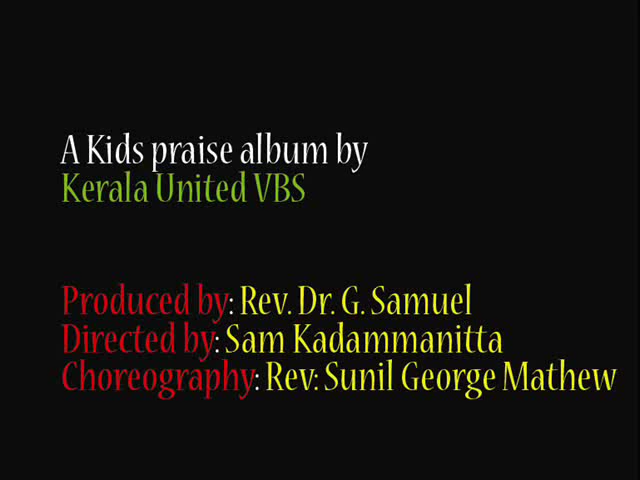 A Kids praise album by
Kerala United VBS
Produced by: Rev. Dr. G. Samuel
Directed by: Sam Kadammanitta
Choreography: Rev: Sunil George Mathew